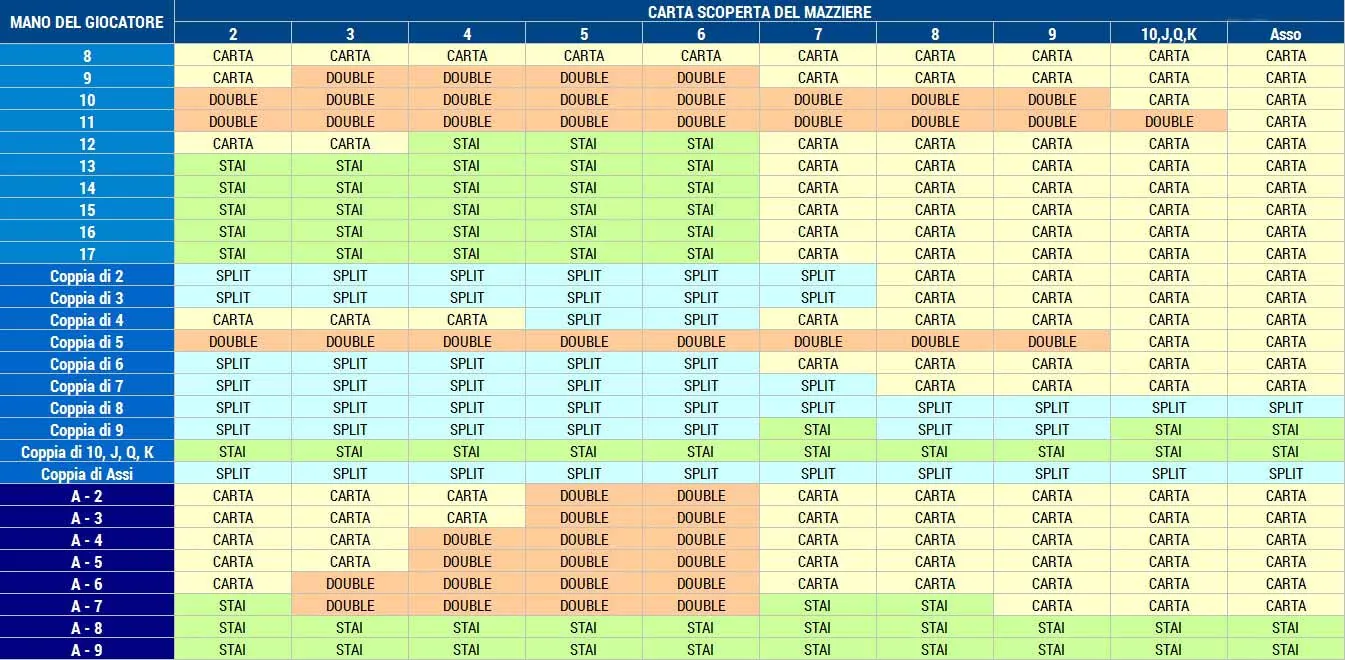 MANO DEL GIOCATORE CARTA SCOPERTA DEL MAZZIERE
2 3 4 5 6 7 8 9 10,J,Q,K Asso
8 CARTA CARTA CARTA CARTA CARTA CARTA CARTA CARTA CARTA CARTA
9 CARTA DOUBLE DOUBLE DOUBLE DOUBLE CARTA CARTA CARTA CARTA CARTA
10 DOUBLE DOUBLE DOUBLE DOUBLE DOUBLE DOUBLE DOUBLE DOUBLE CARTA CARTA
11 DOUBLE DOUBLE DOUBLE DOUBLE DOUBLE DOUBLE DOUBLE DOUBLE DOUBLE CARTA
12 CARTA CARTA STAI STAI STAI CARTA CARTA CARTA CARTA CARTA
13 STAI STAI STAI STAI STAI CARTA CARTA CARTA CARTA CARTA
14 STAI STAI STAI STAI STAI CARTA CARTA CARTA CARTA CARTA
15 STAI STAI STAI STAI STAI CARTA CARTA CARTA CARTA CARTA
16 STAI STAI STAI STAI STAI CARTA CARTA CARTA CARTA CARTA
17 STAI STAI STAI STAI STAI CARTA CARTA CARTA CARTA CARTA
Coppia di 2 SPLIT SPLIT SPLIT SPLIT SPLIT SPLIT CARTA CARTA CARTA CARTA
Coppia di 3 SPLIT SPLIT SPLIT SPLIT SPLIT SPLIT CARTA CARTA CARTA CARTA
Coppia di 4 CARTA CARTA CARTA SPLIT SPLIT CARTA CARTA CARTA CARTA CARTA
Coppia di 5 DOUBLE DOUBLE DOUBLE DOUBLE DOUBLE DOUBLE DOUBLE DOUBLE CARTA CARTA
Coppia di 6 SPLIT SPLIT SPLIT SPLIT SPLIT CARTA CARTA CARTA CARTA CARTA
Coppia di 7 SPLIT SPLIT SPLIT SPLIT SPLIT SPLIT CARTA CARTA CARTA CARTA
Coppia di 8 SPLIT SPLIT SPLIT SPLIT SPLIT SPLIT SPLIT SPLIT SPLIT SPLIT
Coppia di 9 SPLIT SPLIT SPLIT SPLIT SPLIT STAI SPLIT SPLIT STAI STAI
Coppia di 10, J, Q, K STAI STAI STAI STAI STAI STAI STAI STAI STAI STAI
Coppia di Assi SPLIT SPLIT SPLIT SPLIT SPLIT SPLIT SPLIT SPLIT SPLIT SPLIT
A - 2 CARTA CARTA CARTA DOUBLE DOUBLE CARTA CARTA CARTA CARTA CARTA
A - 3 CARTA CARTA CARTA DOUBLE DOUBLE CARTA CARTA CARTA CARTA CARTA
A - 4 CARTA CARTA DOUBLE DOUBLE DOUBLE CARTA CARTA CARTA CARTA CARTA
A - 5 CARTA CARTA DOUBLE DOUBLE DOUBLE CARTA CARTA CARTA CARTA CARTA
A - 6 CARTA DOUBLE DOUBLE DOUBLE DOUBLE CARTA CARTA CARTA CARTA CARTA
A - 7 STAI DOUBLE DOUBLE DOUBLE DOUBLE STAI STAI CARTA CARTA CARTA
A - 8 STAI STAI STAI STAI STAI STAI STAI STAI STAI STAI
A - 9 STAI STAI STAI STAI STAI STAI STAI STAI STAI STAI